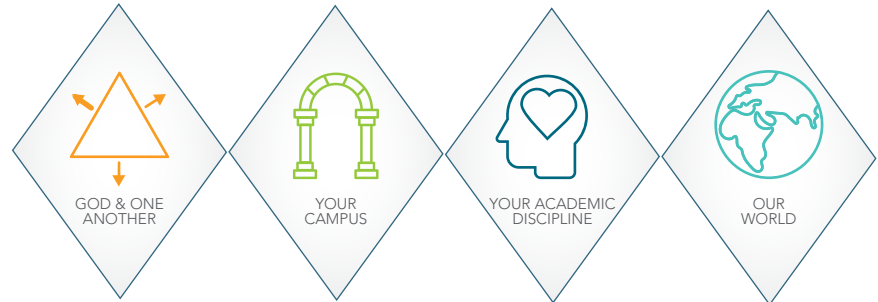 GOD & ONE
ANOTHER
YOUR
CAMPUS
YOUR ACADEMIC
DISCIPLINE
OUR
WORLD